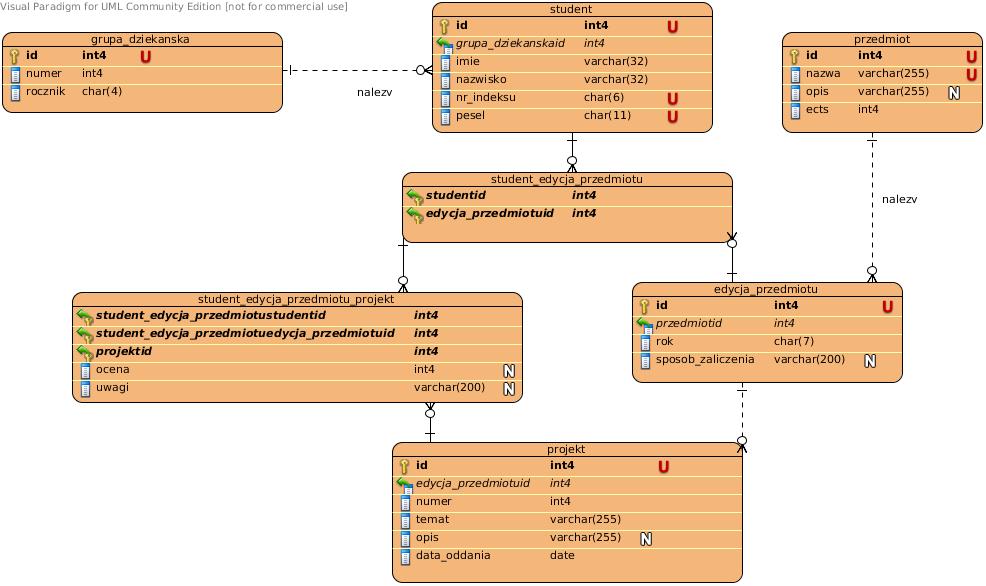 Visual Paradigm for UML Community Edition [not for commercial use]
student
id int4 U
grupa_dziekanskaid int4
imie varchar(32)
nazwisko varchar(32)
nr_indeksu char(6) U
pesel char(11) U
grupa_dziekanska
id int4 U
numer int4
rocznik char(4)
nalezy
przedmiot
id int4 U
nazwa varchar(255) U
opis varchar(255) N
ects int4
nalezy
student_edycja_przedmiotu
studentid int4
edycja_przedmiotuid int4
student_edycja_przedmiotu_projekt
student_edycja_przedmiotustudentid int4
student_edycja_przedmiotuedycja_przedmiotuid int4
projektid int4
ocena int4 N
uwagi varchar(200) N
edycja_przedmiotu
id int4 U
przedmiotid int4
rok char(7)
sposob_zaliczenia varchar(200) N
projekt
id int4 U
edycja_przedmiotuid int4
numer int4
temat varchar(255)
opis varchar(255) N
data_oddania date